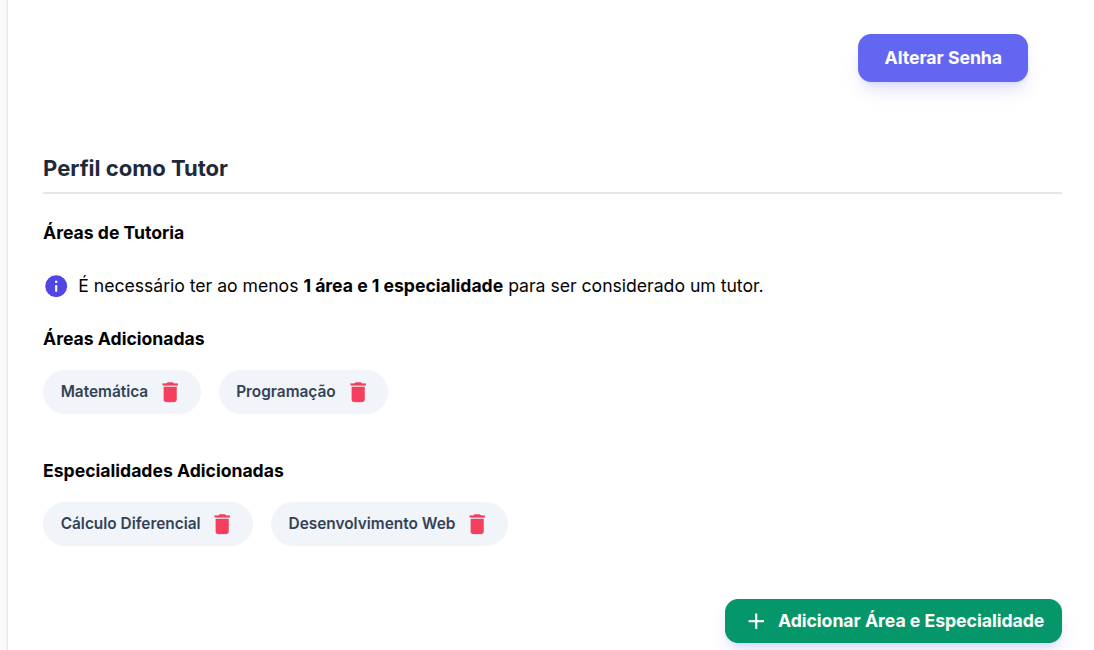 Alterar Senha
Perfil como Tutor
Áreas de Tutoria
É necessário ter ao menos 1 área e 1 especialidade para ser considerado um tutor.
Áreas Adicionadas
Matemática Programação
Especialidades Adicionadas
Cálculo Diferencial Desenvolvimento Web
Adicionar Área e Especialidade